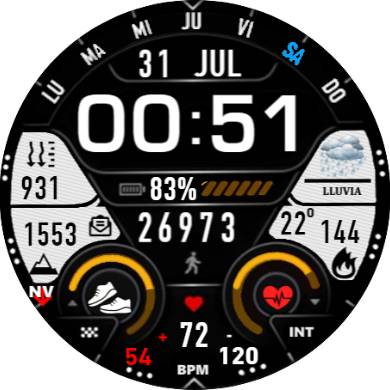 LU MA MI JU VI SA DO
31 JUL
00:51
83%
931
LLUVIA
1553
26973
22°
144
NV
INT
+ 72 -
54
120
BPM